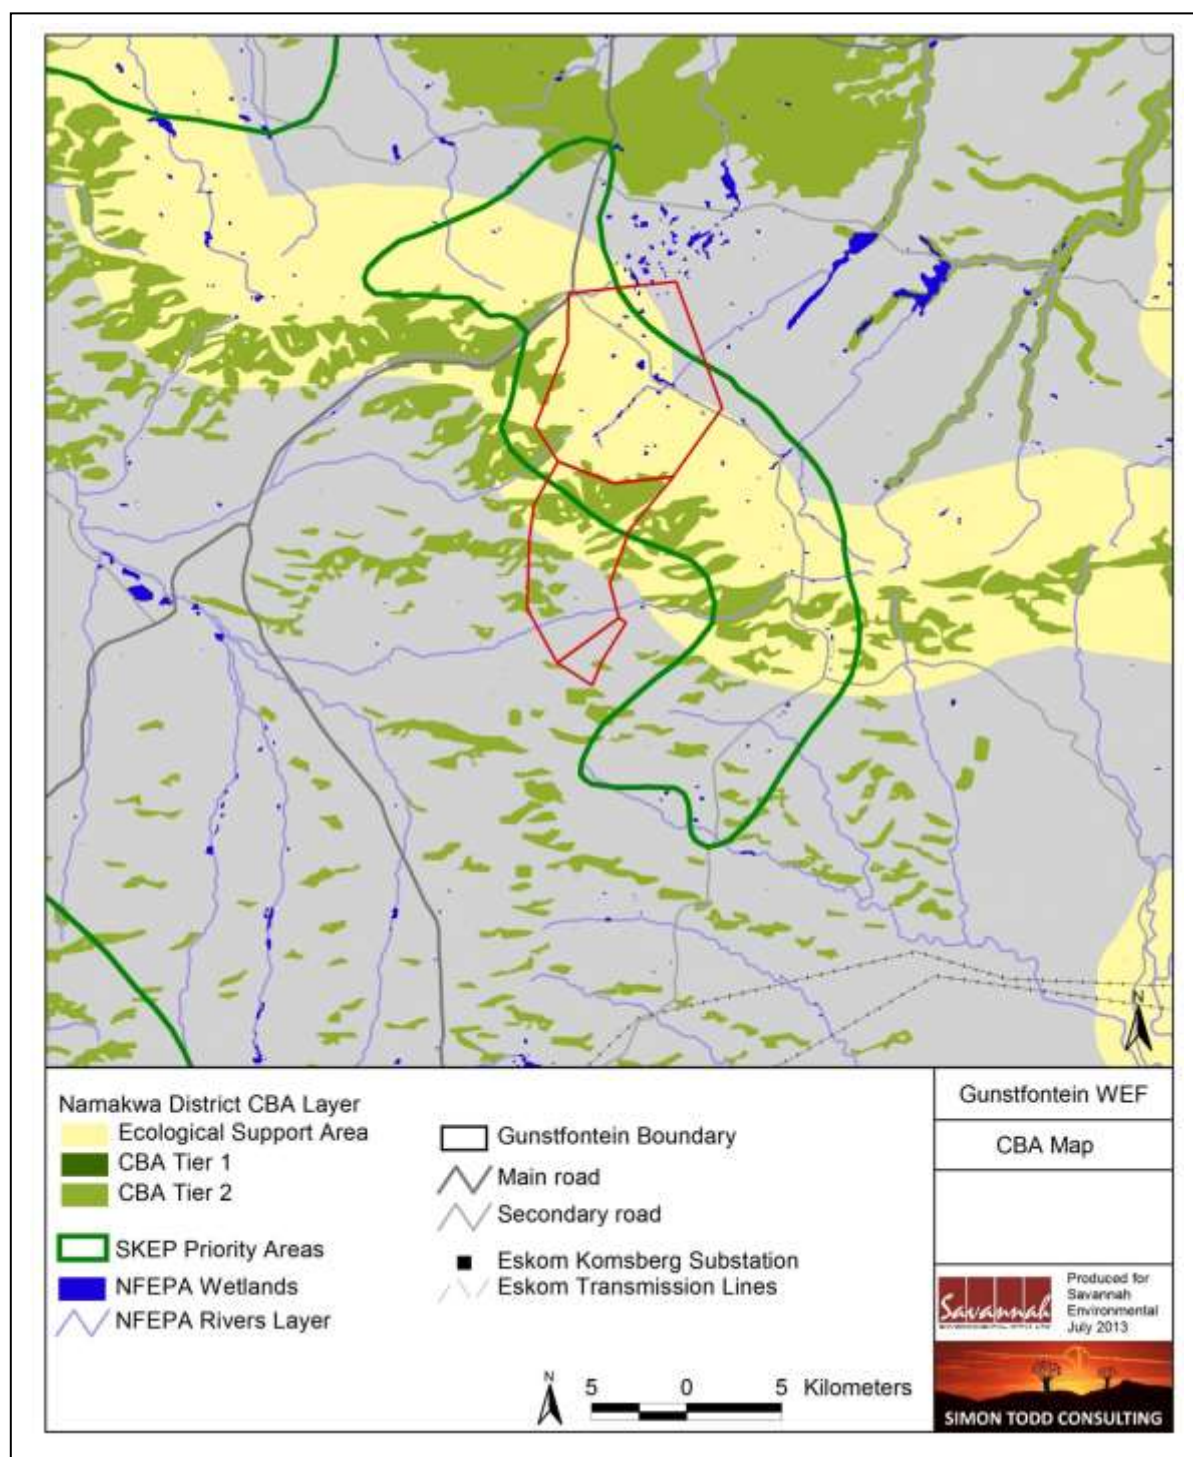 N
Namakwa District CBA Layer
Ecological Support Area
CBA Tier 1
CBA Tier 2
SKEP Priority Areas
NFEPA Wetlands
NFEPA Rivers Layer
Gunstfontein Boundary
Main road
Secondary road
Eskom Komsberg Substation
Eskom Transmission Lines
N
5 0 5 Kilometers
Gunstfontein WEF
CBA Map
Savannah
Produced for
Savannah
Environmental
July 2013
SIMON TODD CONSULTING